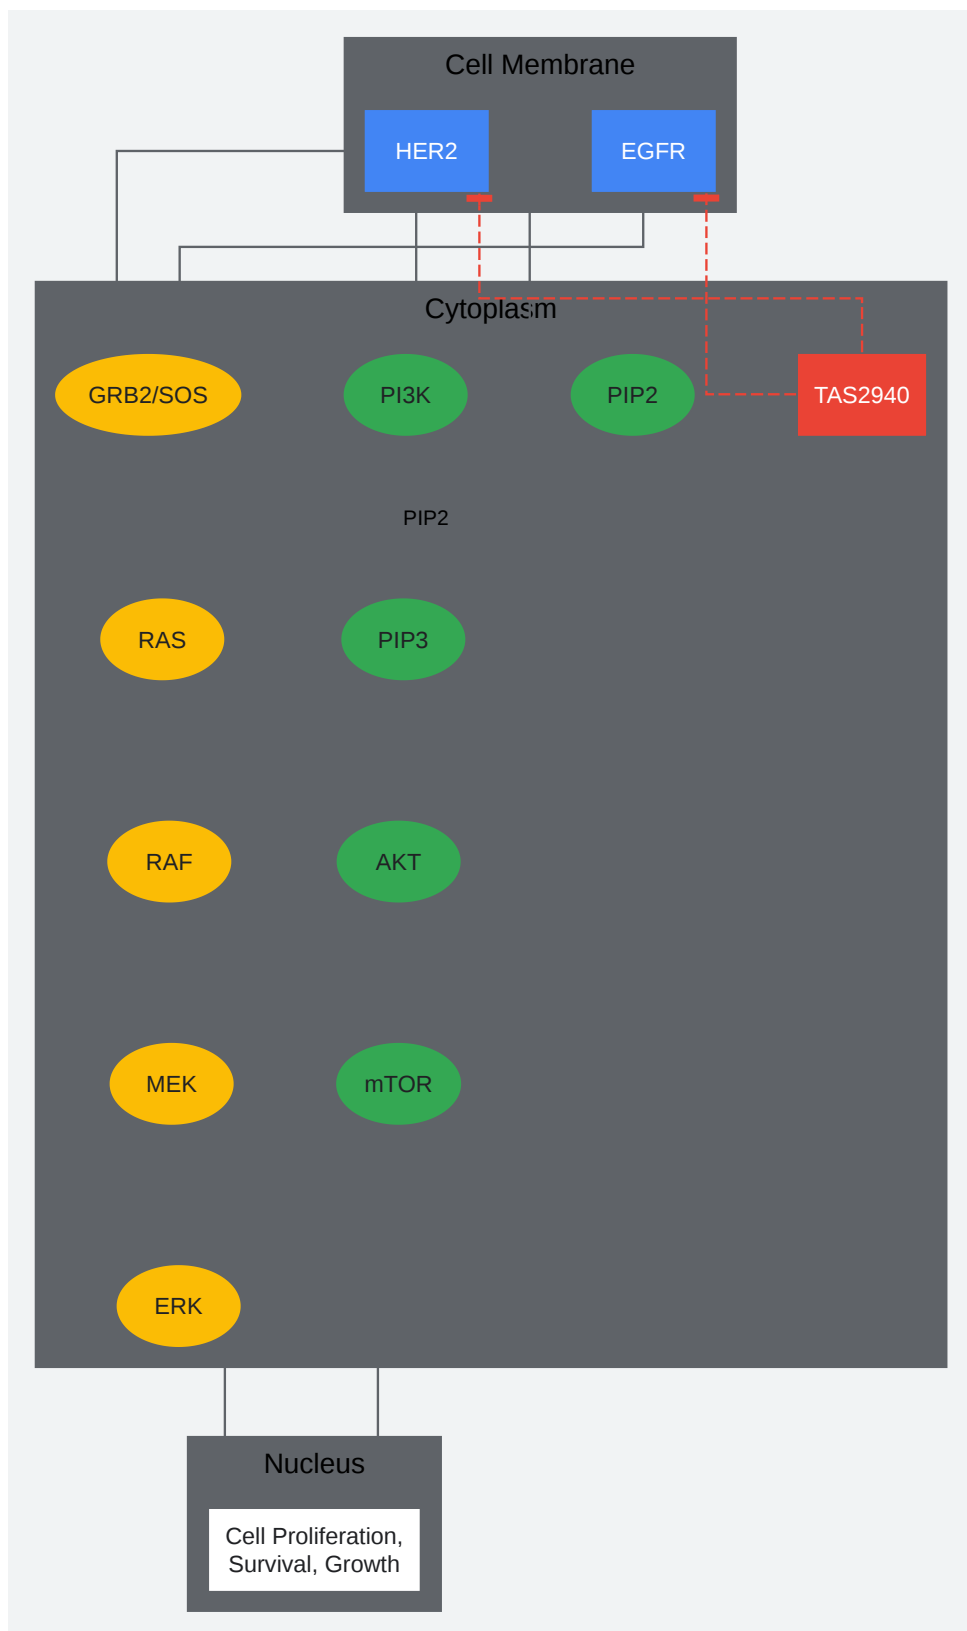 Cell Membrane
HER2
EGFR
Cytoplasm
GRB2/SOS
PI3K
PIP2
TAS2940
PIP2
RAS
PIP3
RAF
AKT
MEK
mTOR
ERK
Nucleus
Cell Proliferation,
Survival, Growth